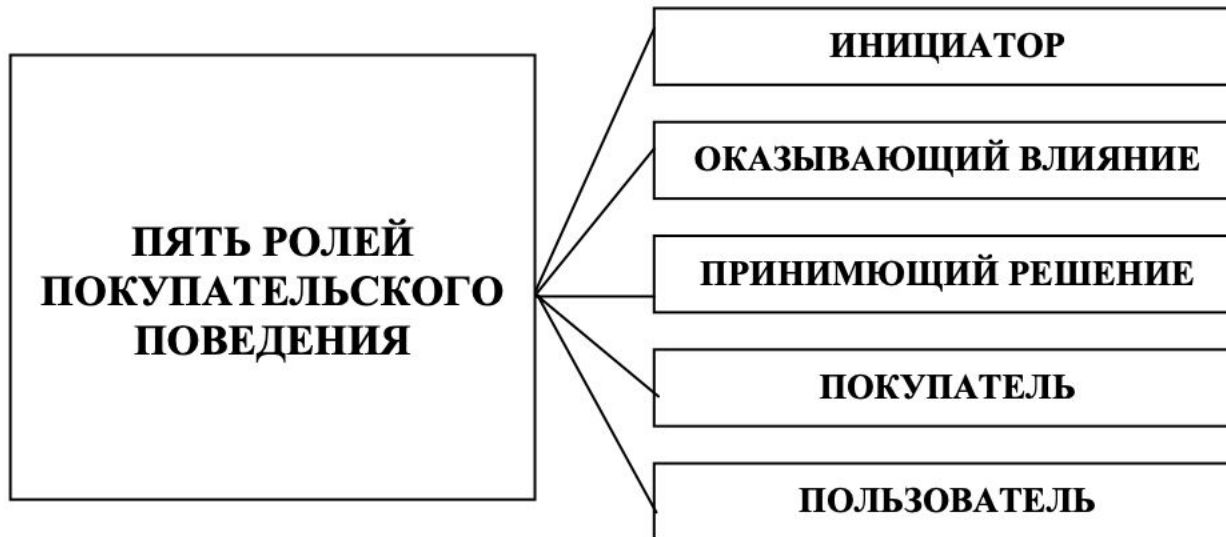 ПЯТЬ РОЛЕЙ
ПОКУПАТЕЛЬСКОГО
ПОВЕДЕНИЯ
ИНИЦИАТОР
ОКАЗЫВАЮЩИЙ ВЛИЯНИЕ
ПРИНИМЮЩИЙ РЕШЕНИЕ
ПОКУПАТЕЛЬ
ПОЛЬЗОВАТЕЛЬ